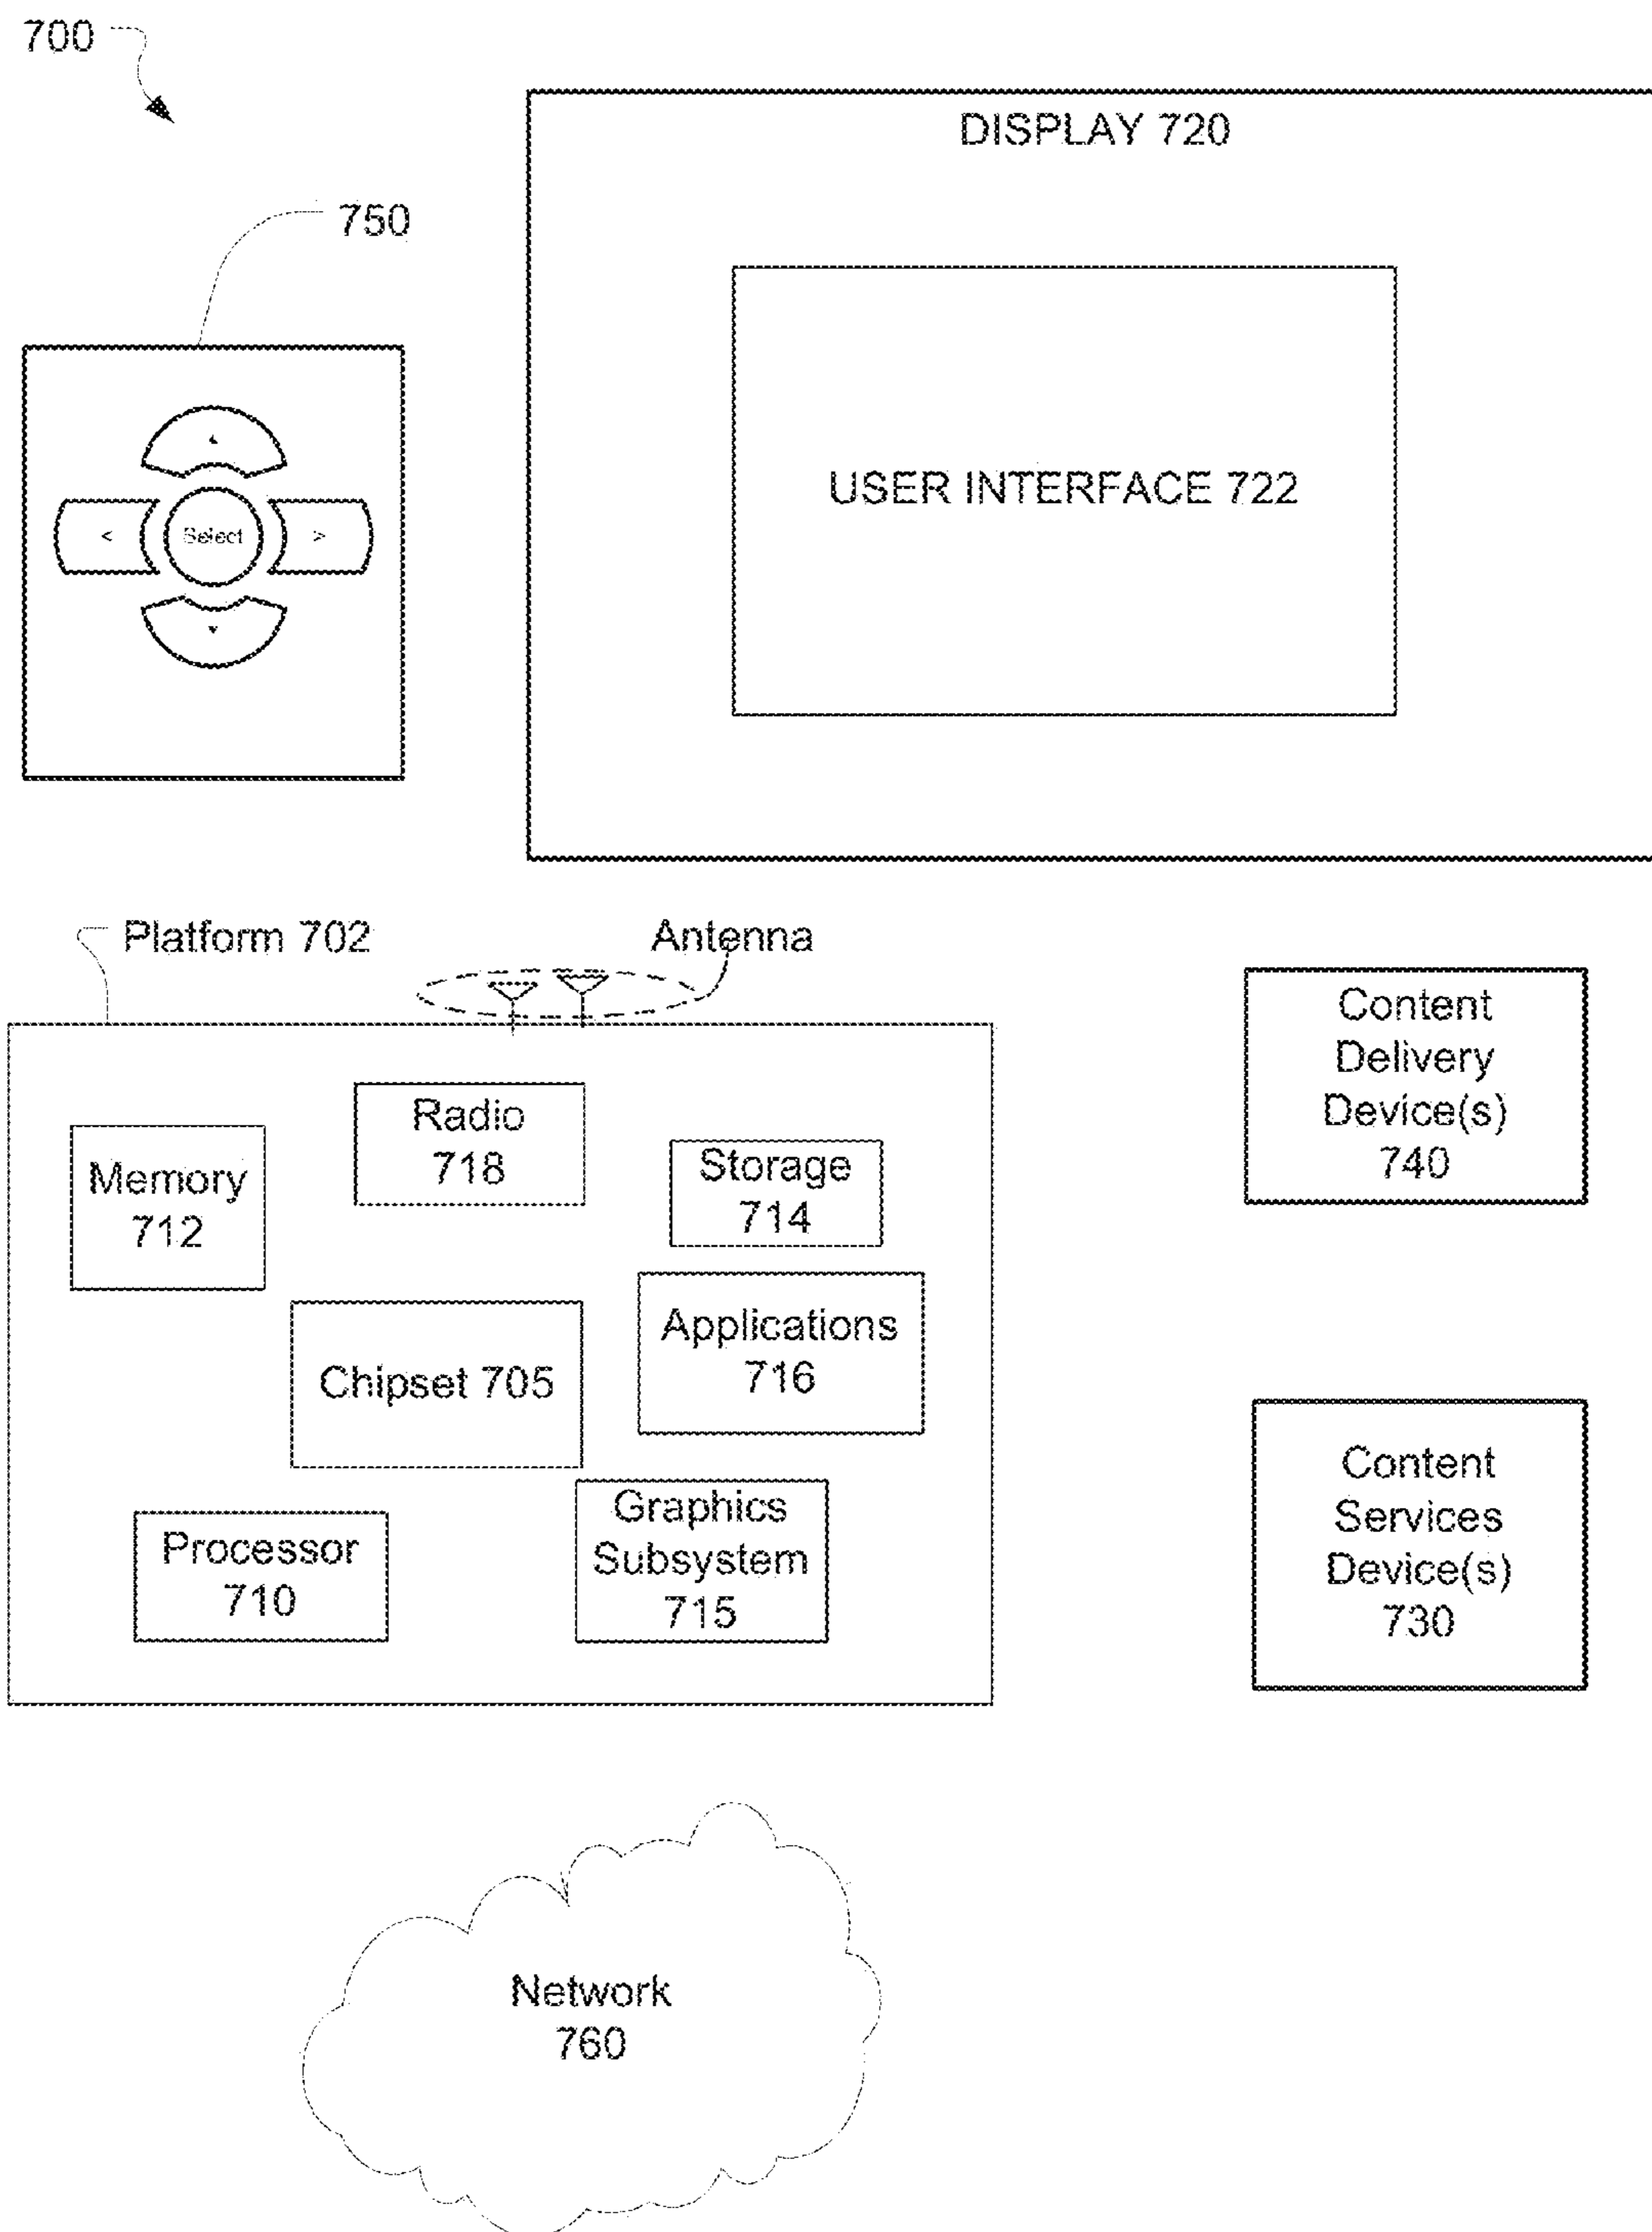 700
DISPLAY 720
750
USER INTERFACE 722
<
Select
>
Platform 702
Antenna
Radio
718
Memory
712
Storage
714
Chipset 705
Applications
716
Processor
710
Graphics
Subsystem
715
Content
Delivery
Device(s)
740
Content
Services
Device(s)
730
Network
760